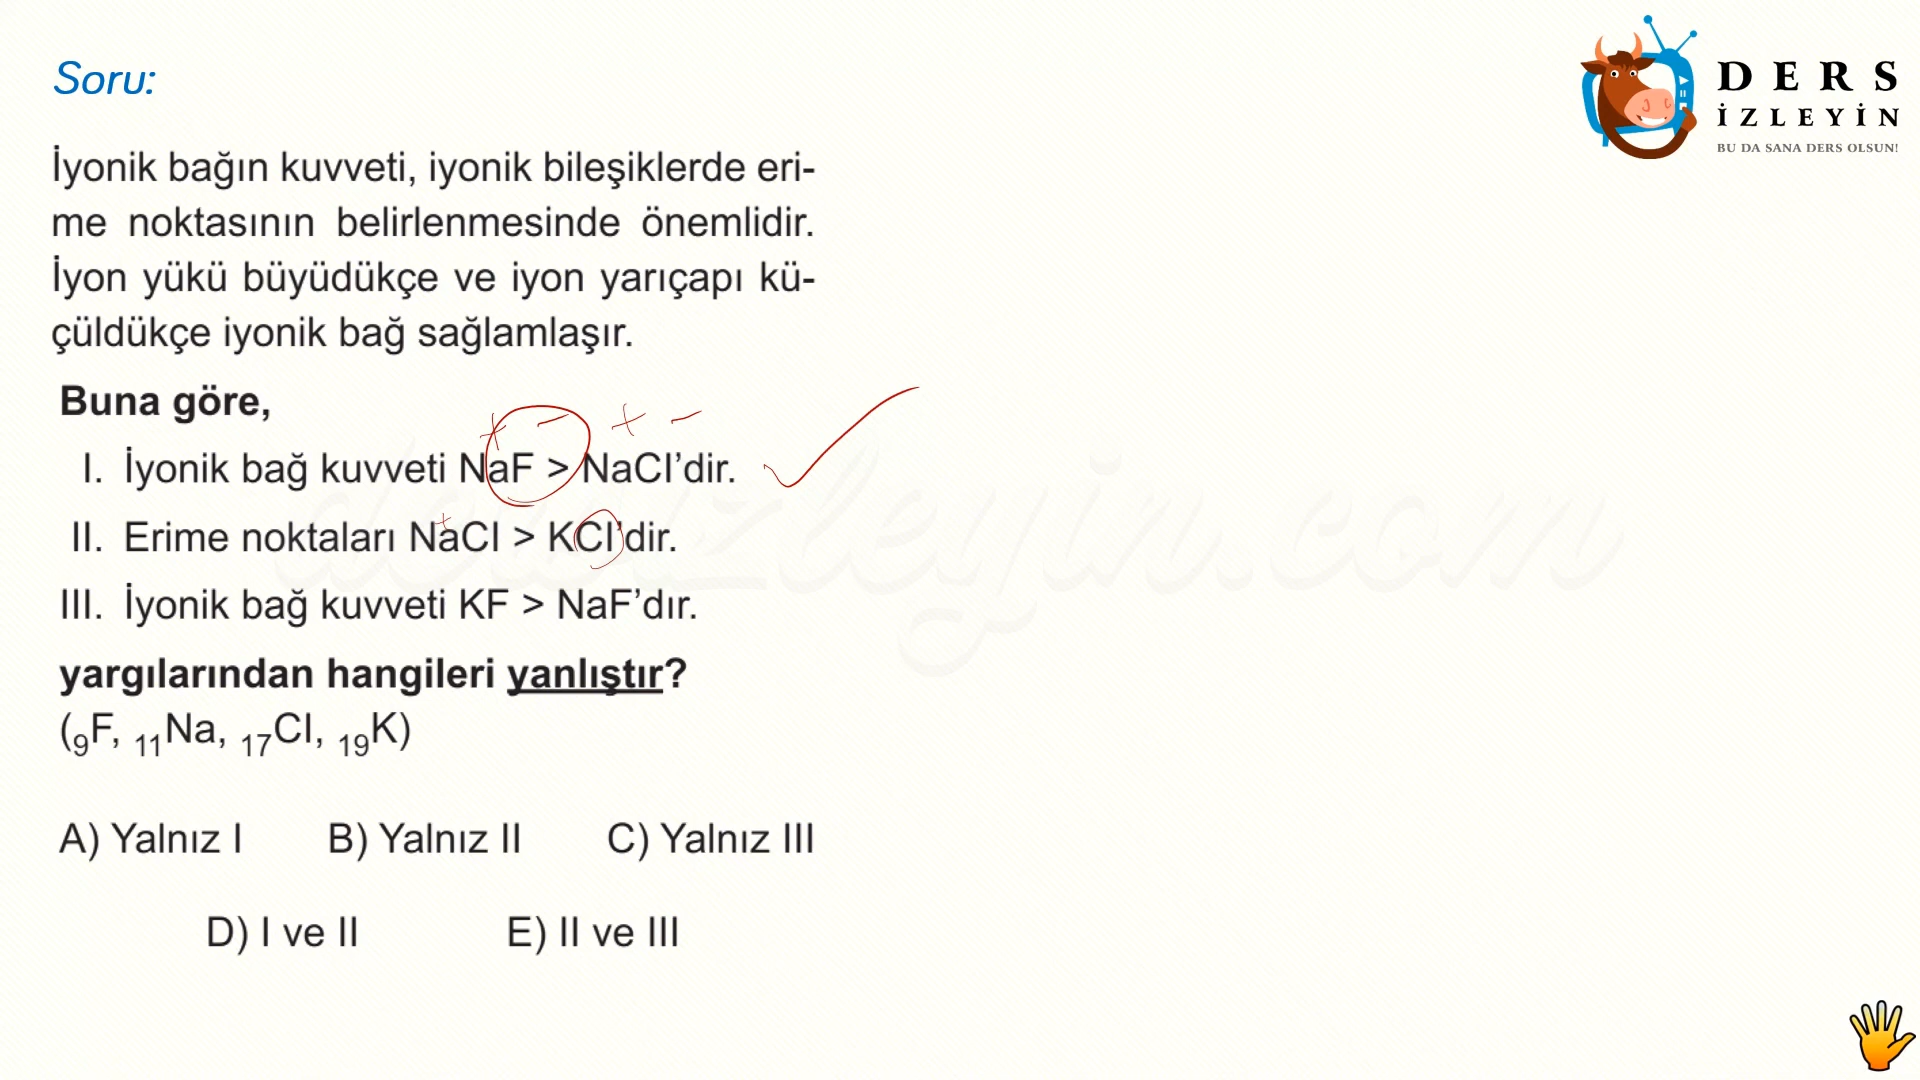 Soru:
DERS
İZLEYİN
BU DA SANA DERS OLSUN!
İyonik bağın kuvveti, iyonik bileşiklerde eri-
me noktasının belirlenmesinde önemlidir.
İyon yükü büyüdükçe ve iyon yarıçapı kü-
çüldükçe iyonik bağ sağlamlaşır.
Buna göre,
+ - + -
I. İyonik bağ kuvveti NaF > NaCl’dir.
+
II. Erime noktaları NaCl > KCl’dir.
III. İyonik bağ kuvveti KF > NaF’dır.
yargılarından hangileri yanlıştır?
(₉F, ₁₁Na, ₁₇Cl, ₁₉K)
A) Yalnız I B) Yalnız II C) Yalnız III
D) I ve II E) II ve III
dersizleyin.com